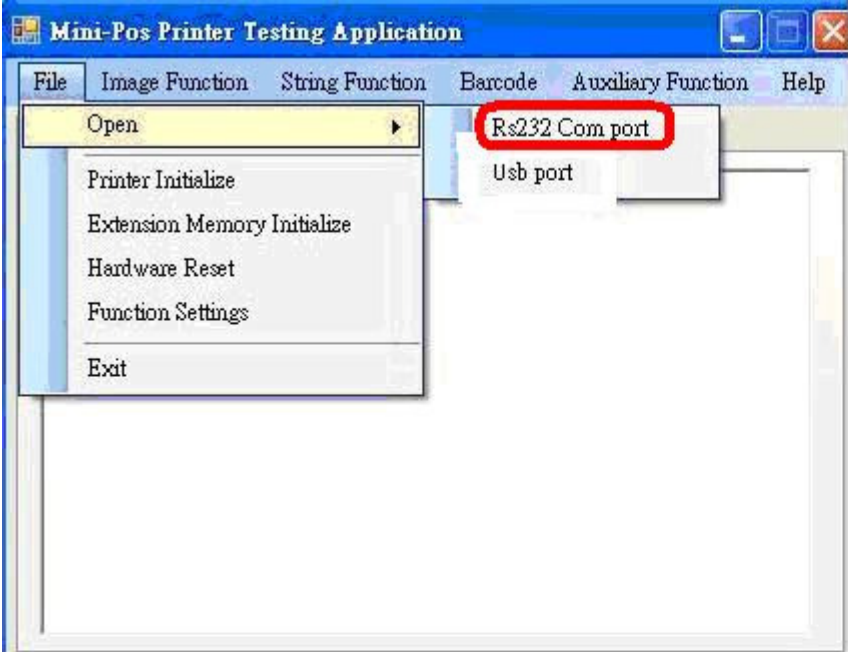 Mini-Pos Printer Testing Application
File Image Function String Function Barcode Auxiliary Function Help
Open
Rs232 Com port
Usb port
Printer Initialize
Extension Memory Initialize
Hardware Reset
Function Settings
Exit